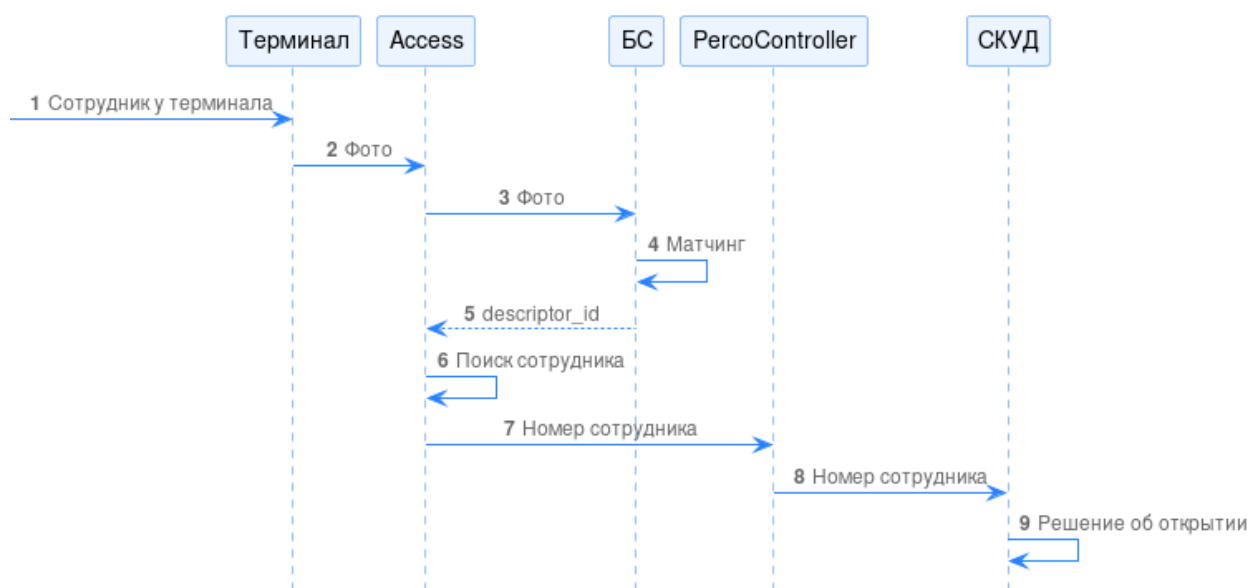 Терминал Access БС PercoController СКУД
1 Сотрудник у терминала
2 Фото
3 Фото
4 Матчинг
5 descriptor_id
6 Поиск сотрудника
7 Номер сотрудника
8 Номер сотрудника
9 Решение об открытии